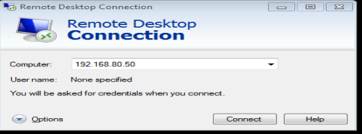 Remote Desktop Connection
Remote Desktop
Connection
Computer: 192.168.80.50
User name: None specified
You will be asked for credentials when you connect.
Options Connect Help